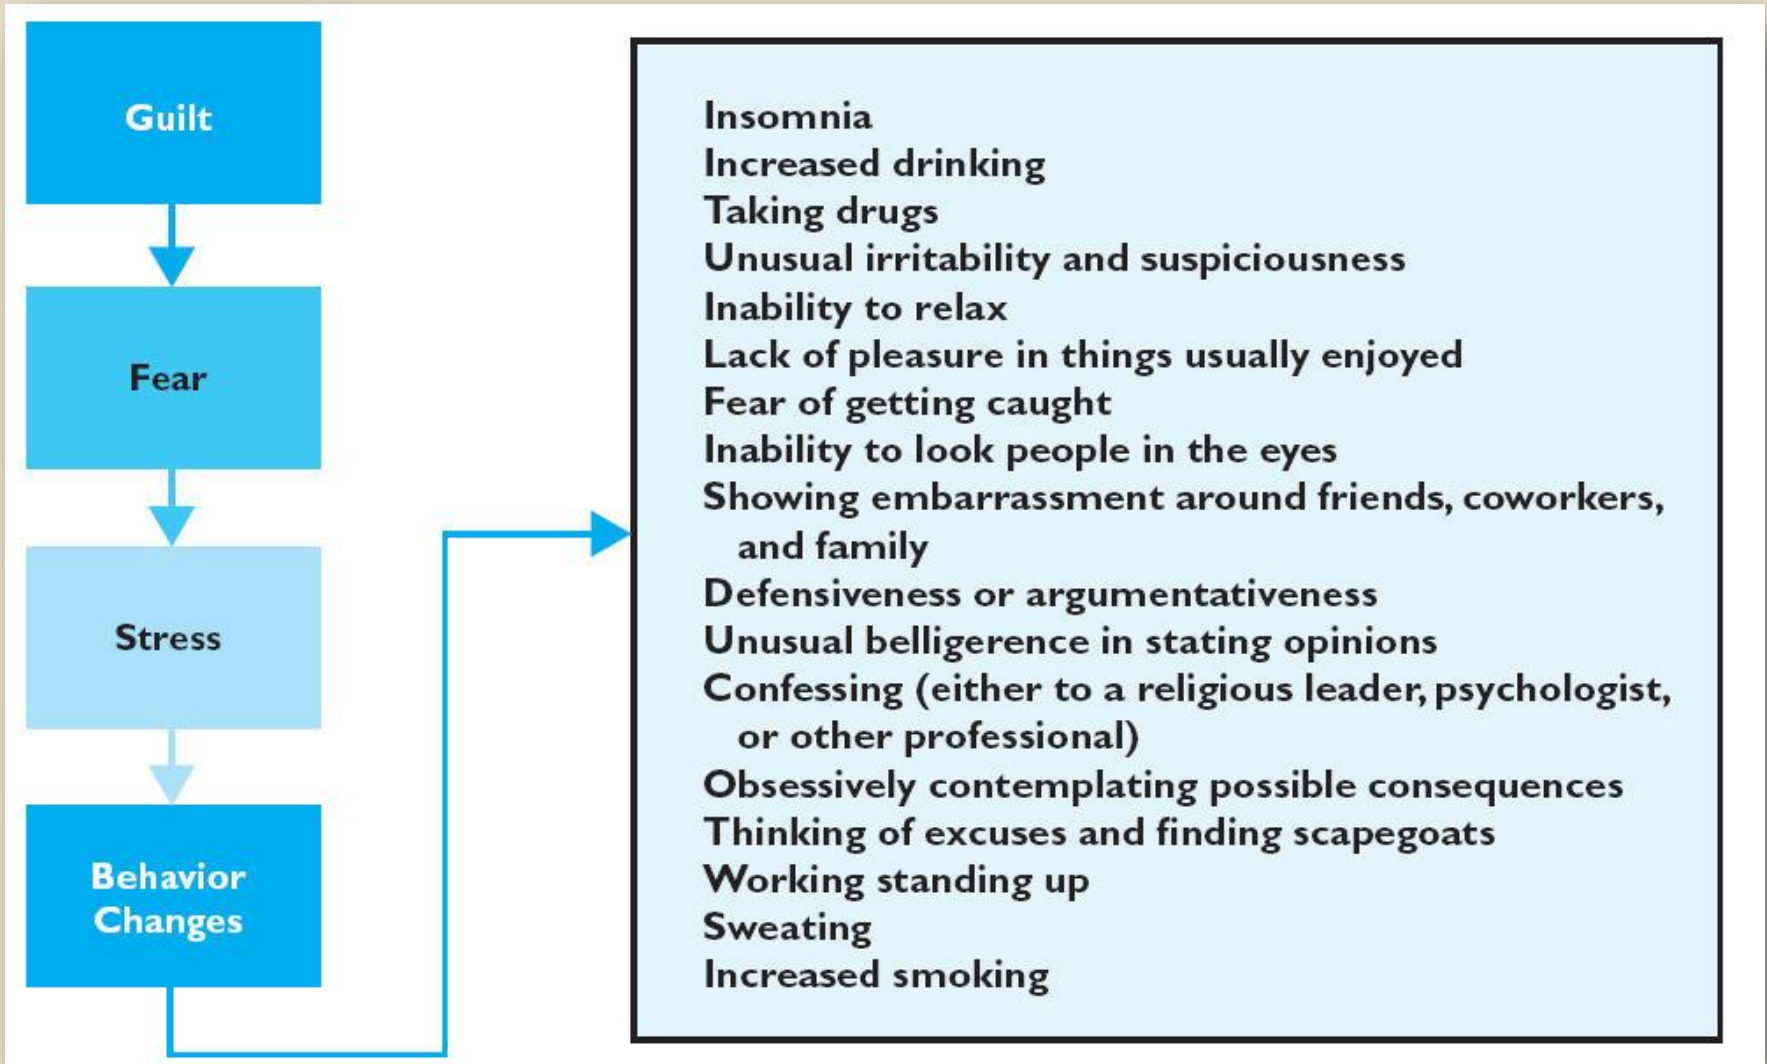 Guilt
Fear
Stress
Behavior
Changes
Insomnia
Increased drinking
Taking drugs
Unusual irritability and suspiciousness
Inability to relax
Lack of pleasure in things usually enjoyed
Fear of getting caught
Inability to look people in the eyes
Showing embarrassment around friends, coworkers,
and family
Defensiveness or argumentativeness
Unusual belligerence in stating opinions
Confessing (either to a religious leader, psychologist,
or other professional)
Obsessively contemplating possible consequences
Thinking of excuses and finding scapegoats
Working standing up
Sweating
Increased smoking